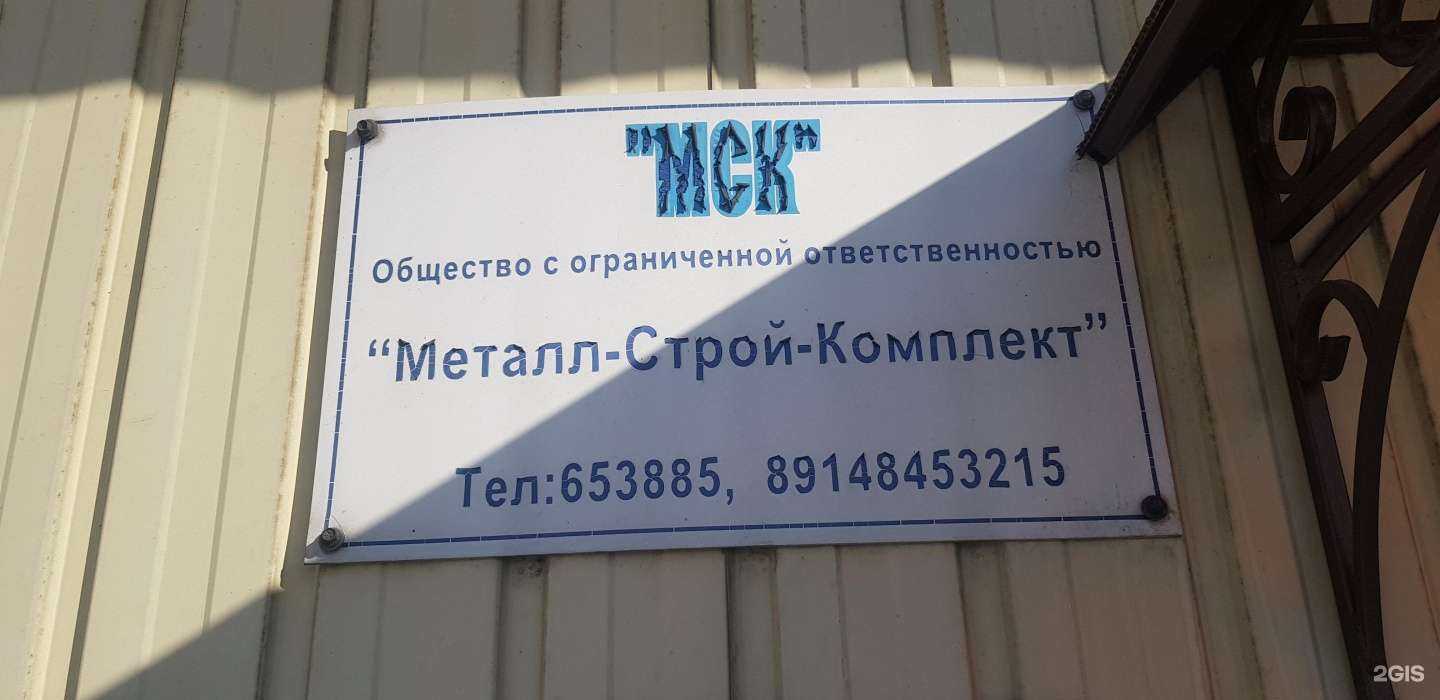 "МСК"
Общество с ограниченной ответственностью
“Металл-Строй-Комплект”
Тел:653885, 89148453215
2GIS